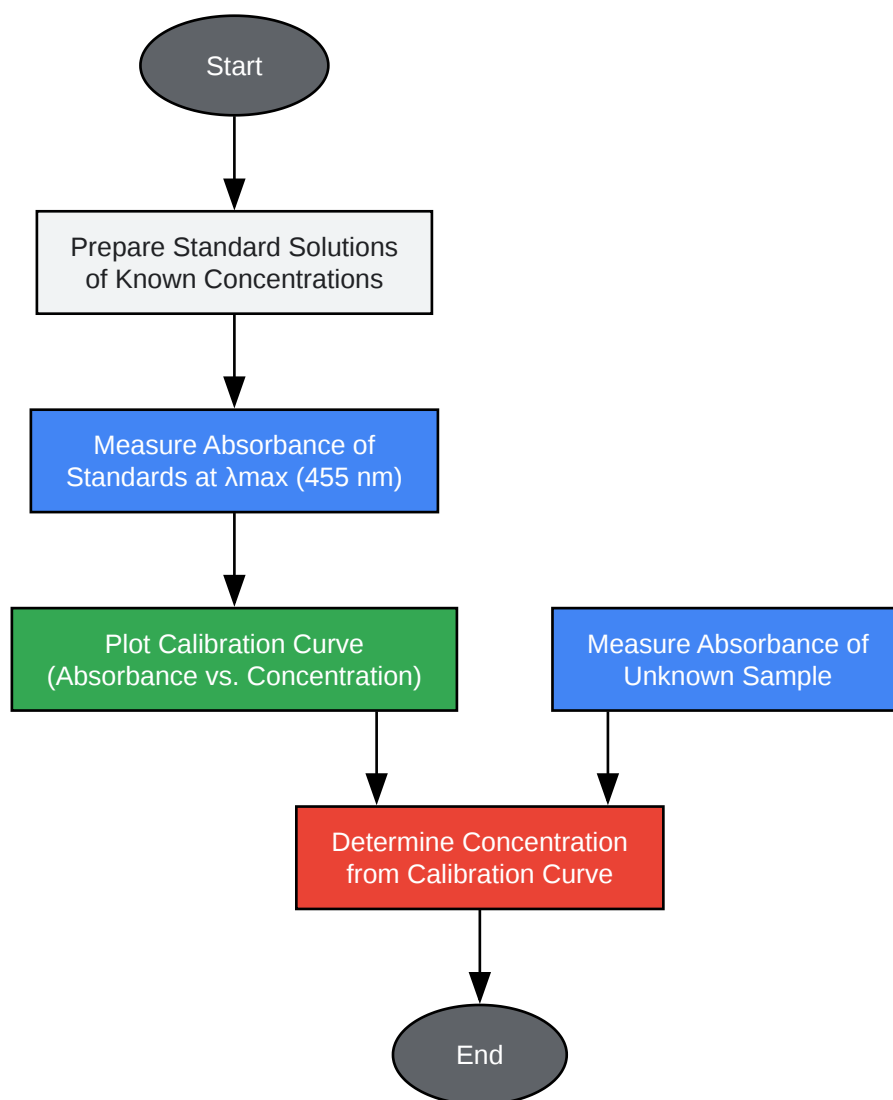 Start
Prepare Standard Solutions
of Known Concentrations
Measure Absorbance of
Standards at λmax (455 nm)
Plot Calibration Curve
(Absorbance vs. Concentration)
Measure Absorbance of
Unknown Sample
Determine Concentration
from Calibration Curve
End